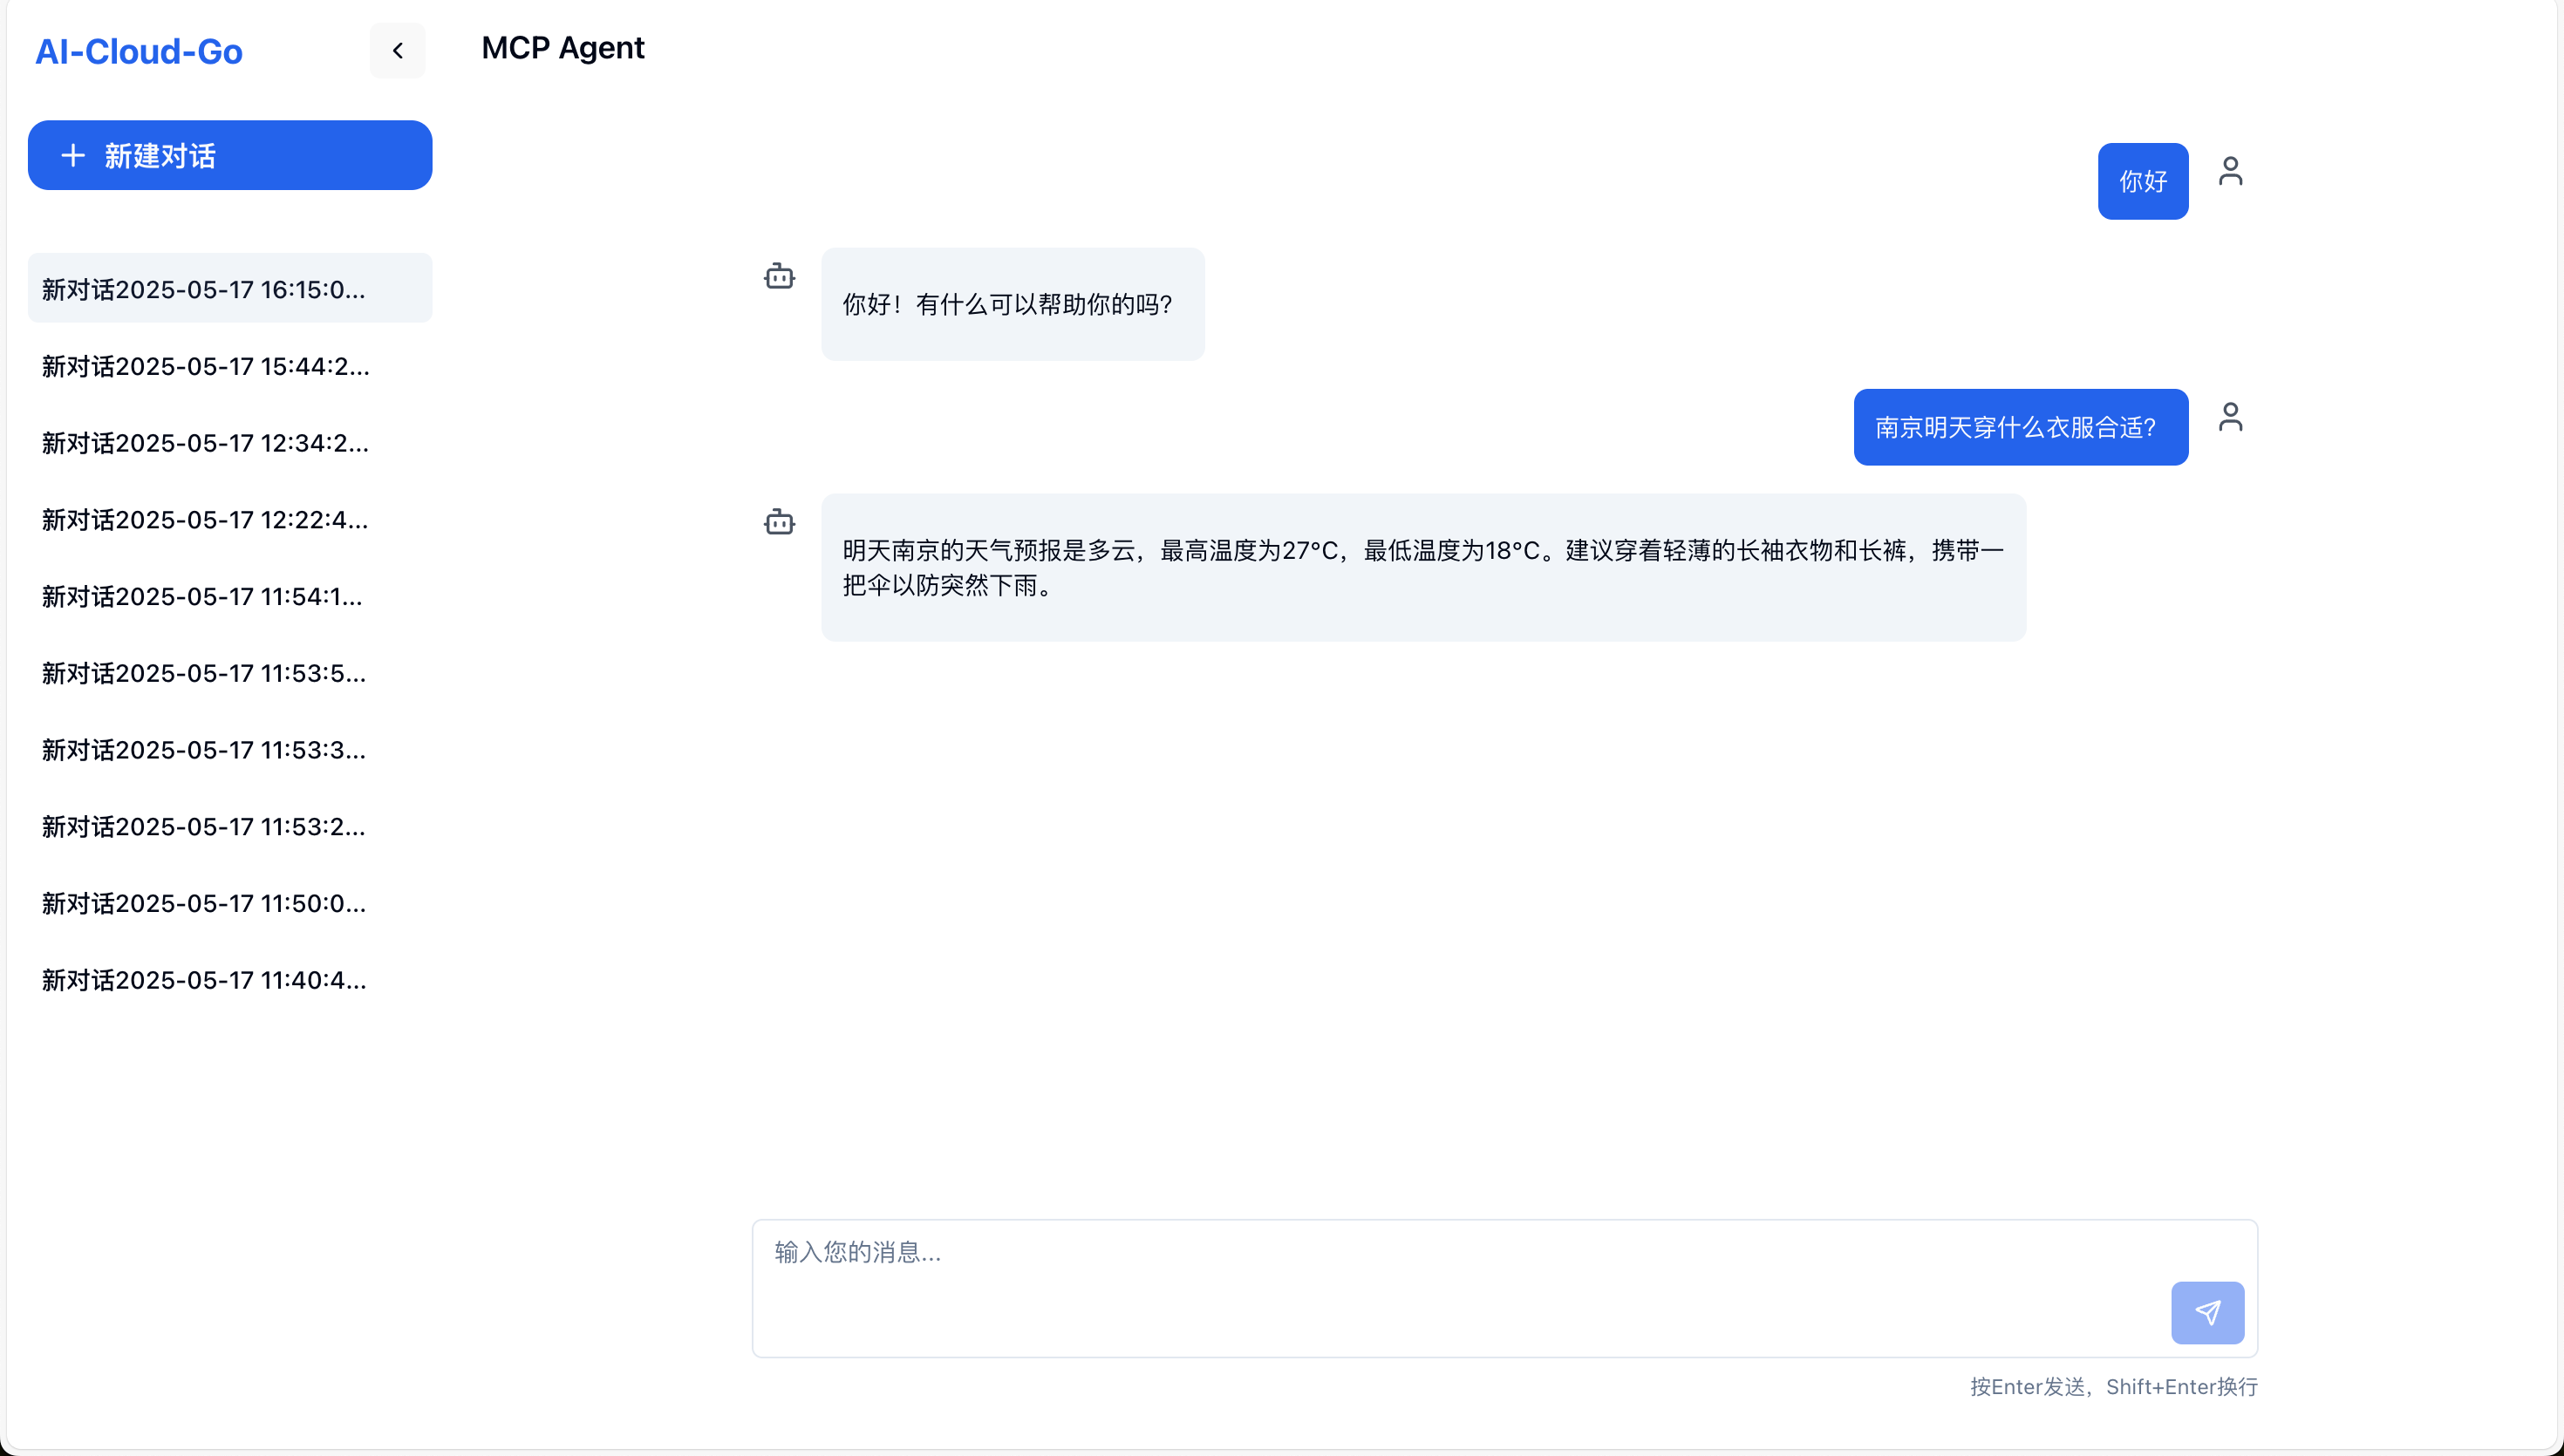 AI-Cloud-Go
新建对话
新对话2025-05-17 16:15:0...
新对话2025-05-17 15:44:2...
新对话2025-05-17 12:34:2...
新对话2025-05-17 12:22:4...
新对话2025-05-17 11:54:1...
新对话2025-05-17 11:53:5...
新对话2025-05-17 11:53:3...
新对话2025-05-17 11:53:2...
新对话2025-05-17 11:50:0...
新对话2025-05-17 11:40:4...
MCP Agent
你好
你好！有什么可以帮助你的吗？
南京明天穿什么衣服合适？
明天南京的天气预报是多云，最高温度为27°C，最低温度为18°C。建议穿着轻薄的长袖衣物和长裤，携带一
把伞以防突然下雨。
输入您的消息...
按Enter发送，Shift+Enter换行